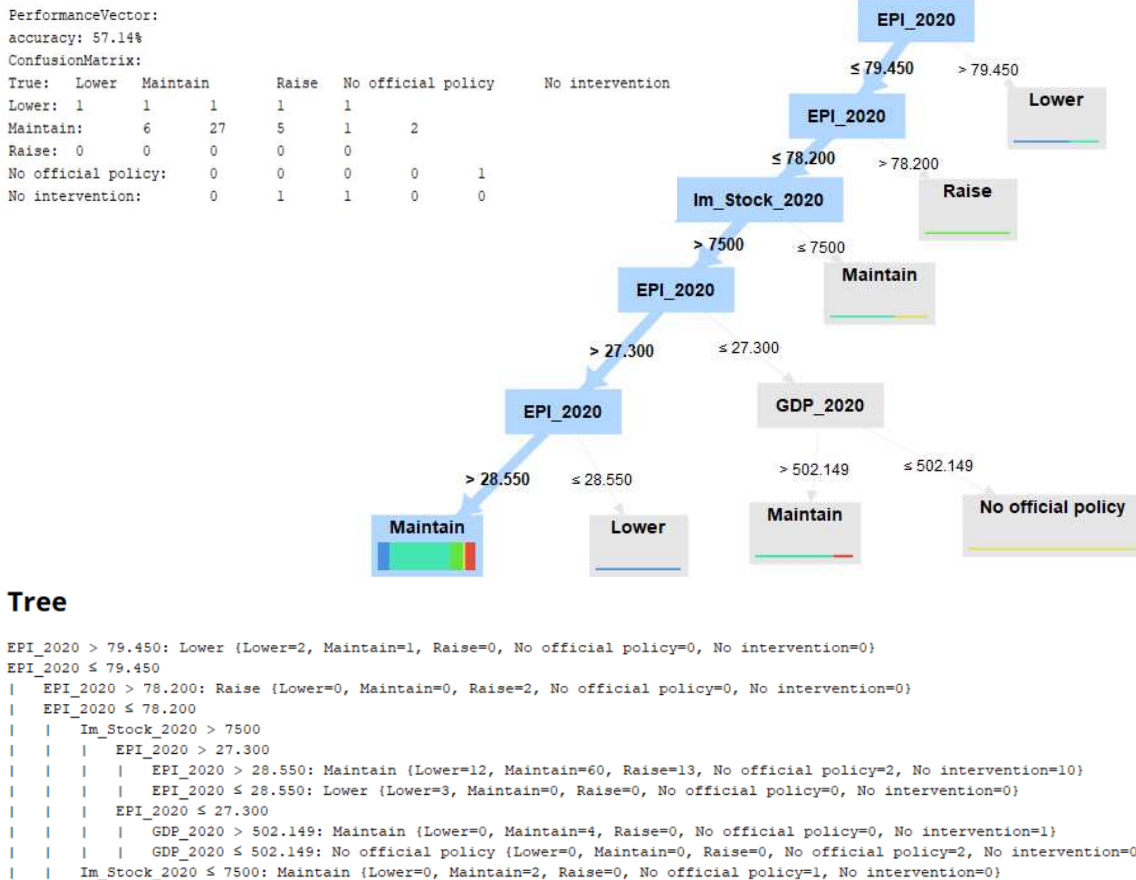 PerformanceVector:
accuracy: 57.14%
ConfusionMatrix:
True: Lower Maintain Raise No official policy No intervention
Lower: 1 1 1 1 1
Maintain: 6 27 5 1 2
Raise: 0 0 0 0 0
No official policy: 0 0 0 0 1
No intervention: 0 1 1 0 0
EPI_2020
≤ 79.450 > 79.450
Lower
EPI_2020
≤ 78.200 > 78.200
Raise
Im_Stock_2020
> 7500 ≤ 7500
Maintain
EPI_2020
> 27.300 ≤ 27.300
EPI_2020 GDP_2020
> 28.550 ≤ 28.550 > 502.149 ≤ 502.149
Maintain Lower Maintain No official policy
Tree
EPI_2020 > 79.450: Lower {Lower=2, Maintain=1, Raise=0, No official policy=0, No intervention=0}
EPI_2020 ≤ 79.450
| EPI_2020 > 78.200: Raise {Lower=0, Maintain=0, Raise=2, No official policy=0, No intervention=0}
| EPI_2020 ≤ 78.200
| | Im_Stock_2020 > 7500
| | | EPI_2020 > 27.300
| | | | EPI_2020 > 28.550: Maintain {Lower=12, Maintain=60, Raise=13, No official policy=2, No intervention=10}
| | | | EPI_2020 ≤ 28.550: Lower {Lower=3, Maintain=0, Raise=0, No official policy=0, No intervention=0}
| | | EPI_2020 ≤ 27.300
| | | | GDP_2020 > 502.149: Maintain {Lower=0, Maintain=4, Raise=0, No official policy=0, No intervention=1}
| | | | GDP_2020 ≤ 502.149: No official policy {Lower=0, Maintain=0, Raise=0, No official policy=2, No intervention=0
| | Im_Stock_2020 ≤ 7500: Maintain {Lower=0, Maintain=2, Raise=0, No official policy=1, No intervention=0}